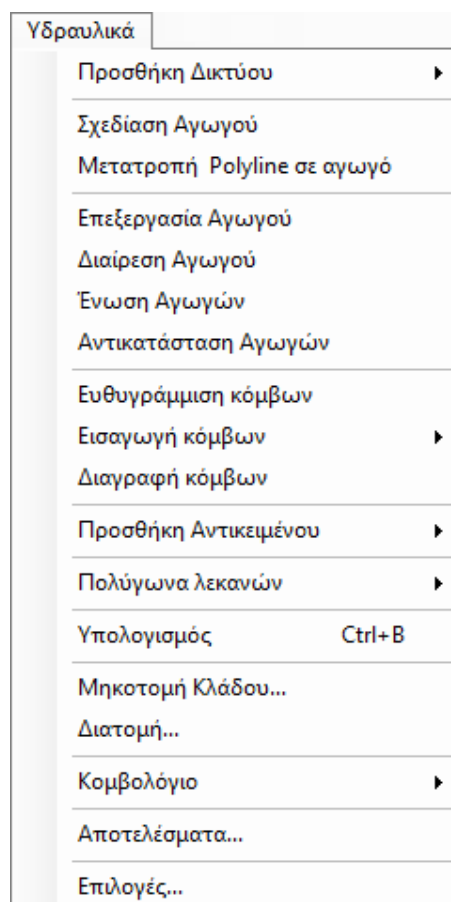 Υδραυλικά
Προσθήκη Δικτύου
Σχεδίαση Αγωγού
Μετατροπή Polyline σε αγωγό
Επεξεργασία Αγωγού
Διαίρεση Αγωγού
Ένωση Αγωγών
Αντικατάσταση Αγωγών
Ευθυγράμμιση κόμβων
Εισαγωγή κόμβων
Διαγραφή κόμβων
Προσθήκη Αντικειμένου
Πολύγωνα λεκανών
Υπολογισμός Ctrl+B
Μηκοτομή Κλάδου...
Διατομή...
Κομβολόγιο
Αποτελέσματα...
Επιλογές...